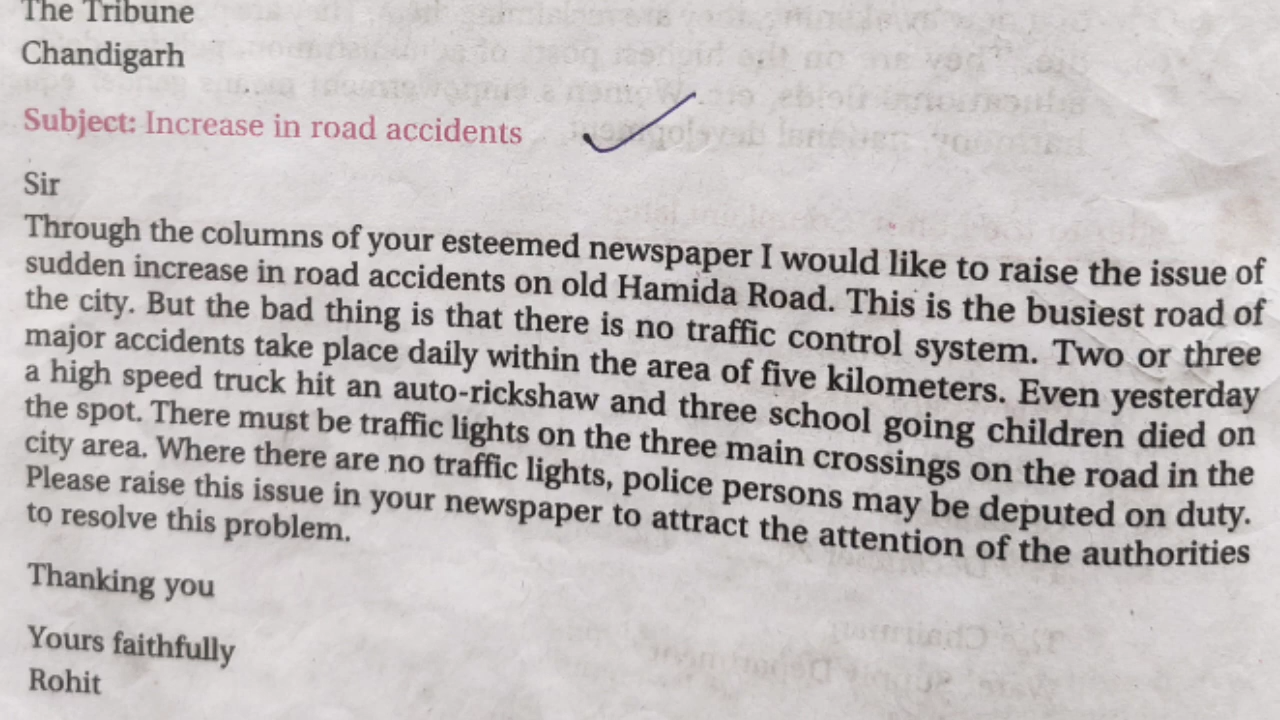 The Tribune
Chandigarh
Subject: Increase in road accidents
Sir
Through the columns of your esteemed newspaper I would like to raise the issue of
sudden increase in road accidents on old Hamida Road. This is the busiest road of
the city. But the bad thing is that there is no traffic control system. Two or three
major accidents take place daily within the area of five kilometers. Even yesterday
a high speed truck hit an auto-rickshaw and three school going children died on
the spot. There must be traffic lights on the three main crossings on the road in the
city area. Where there are no traffic lights, police persons may be deputed on duty.
Please raise this issue in your newspaper to attract the attention of the authorities
to resolve this problem.
Thanking you
Yours faithfully
Rohit